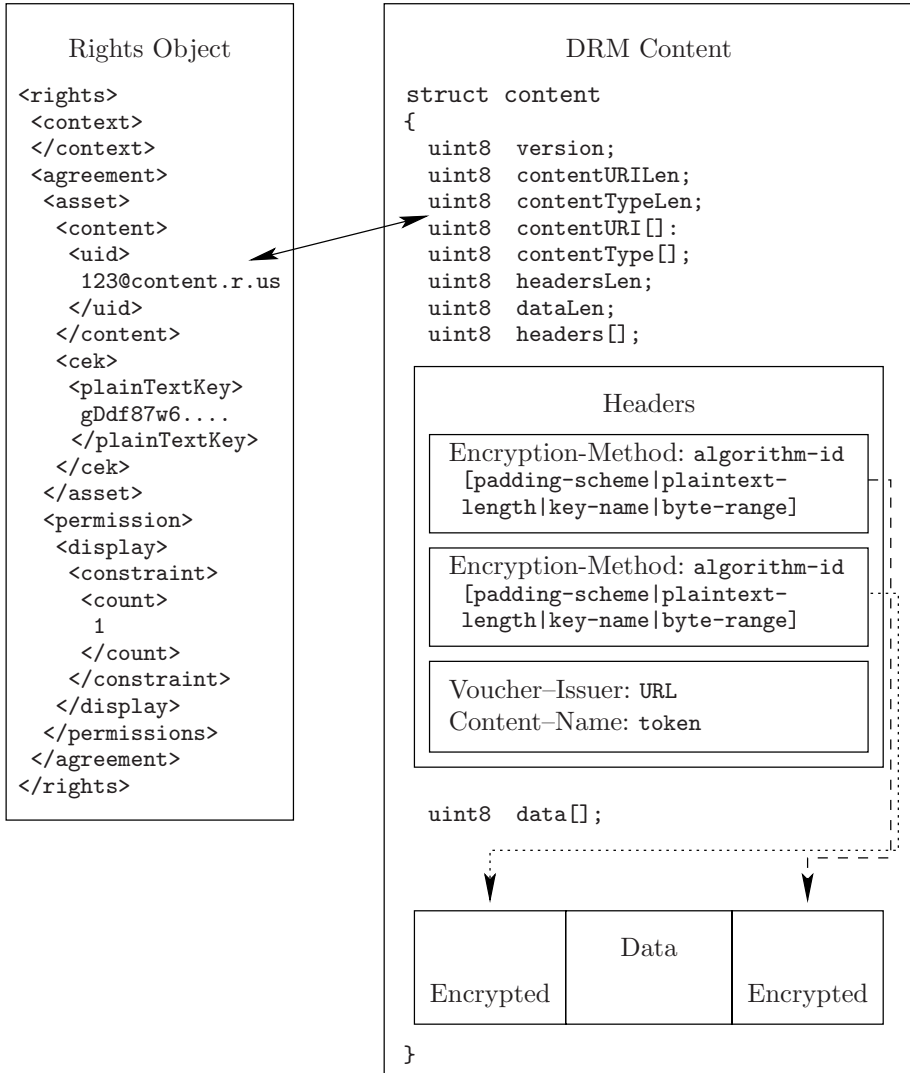 Rights Object
<rights>
<context>
</context>
<agreement>
<asset>
<content>
<uid>
123@content.r.us
</uid>
</content>
<cek>
<plainTextKey>
gDdf87w6....
</plainTextKey>
</cek>
</asset>
<permission>
<display>
<constraint>
<count>
1
</count>
</constraint>
</display>
</permissions>
</agreement>
</rights>
DRM Content
struct content
{
uint8 version;
uint8 contentURILen;
uint8 contentTypeLen;
uint8 contentURI[]:
uint8 contentType[];
uint8 headersLen;
uint8 dataLen;
uint8 headers[];
Headers
Encryption-Method: algorithm-id
[padding-scheme|plaintext-
length|key-name|byte-range]
Encryption-Method: algorithm-id
[padding-scheme|plaintext-
length|key-name|byte-range]
Voucher–Issuer: URL
Content–Name: token
uint8 data[];
Encrypted
Data
Encrypted
}